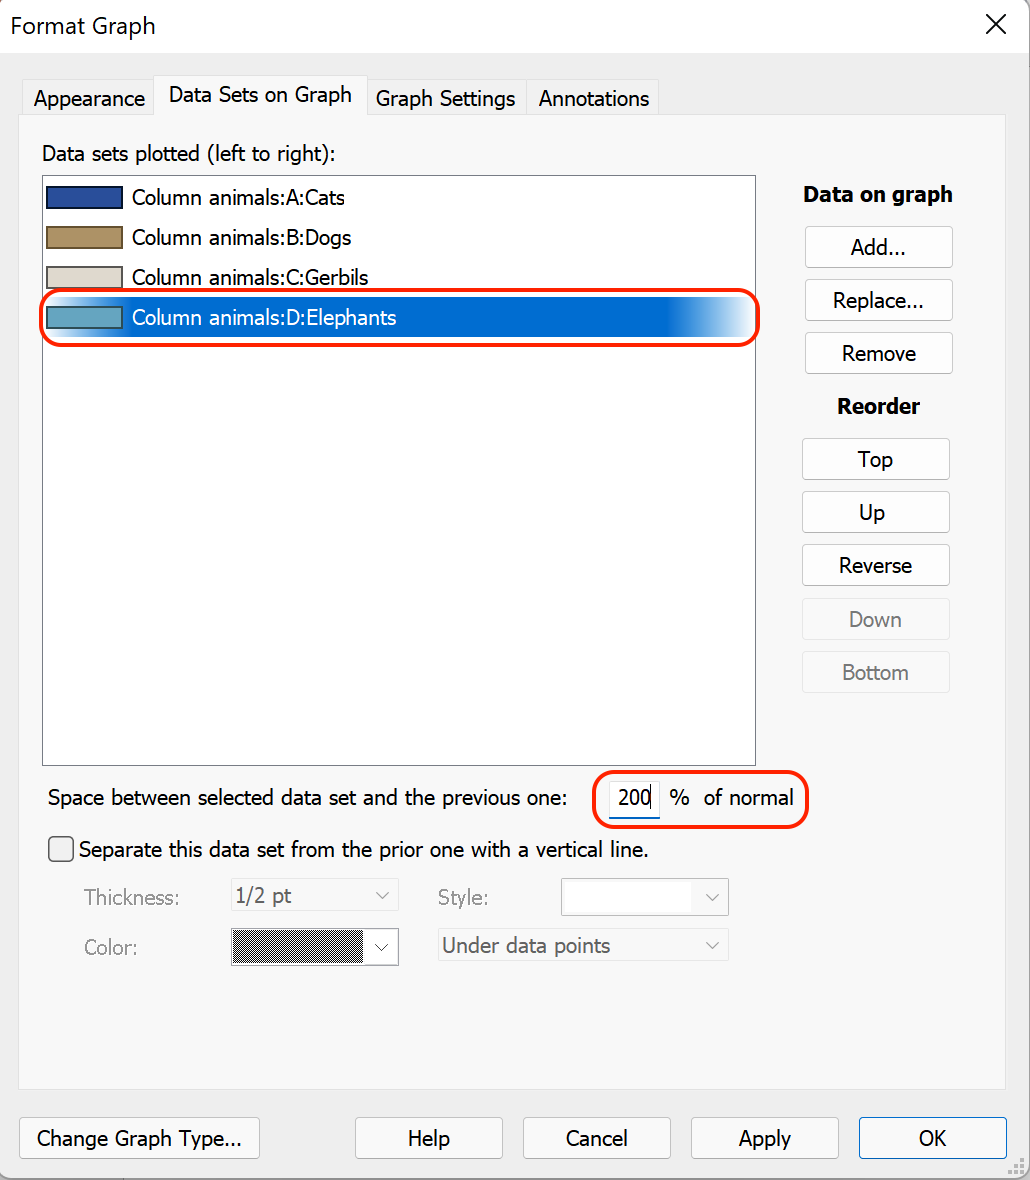 Format Graph
Appearance Data Sets on Graph Graph Settings Annotations
Data sets plotted (left to right):
Column animals:A:Cats
Column animals:B:Dogs
Column animals:C:Gerbils
Column animals:D:Elephants
Data on graph
Add...
Replace...
Remove
Reorder
Top
Up
Reverse
Down
Bottom
Space between selected data set and the previous one: 200 % of normal
Separate this data set from the prior one with a vertical line.
Thickness: 1/2 pt Style:
Color: Under data points
Change Graph Type... Help Cancel Apply OK